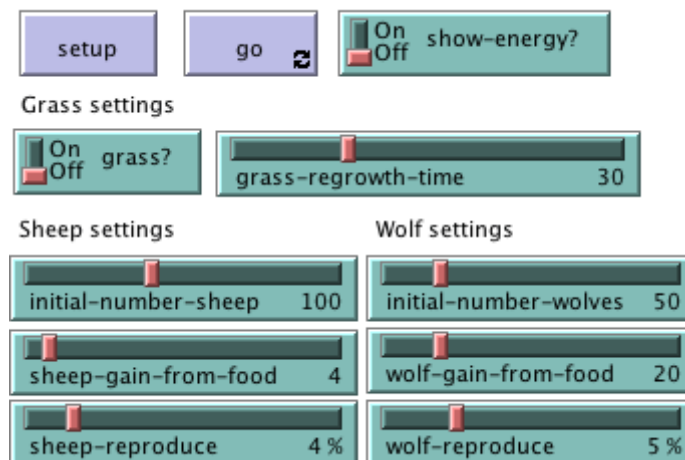 setup
go
On
Off
show-energy?
Grass settings
On
Off
grass?
grass-regrowth-time 30
Sheep settings
Wolf settings
initial-number-sheep 100
initial-number-wolves 50
sheep-gain-from-food 4
wolf-gain-from-food 20
sheep-reproduce 4 %
wolf-reproduce 5 %